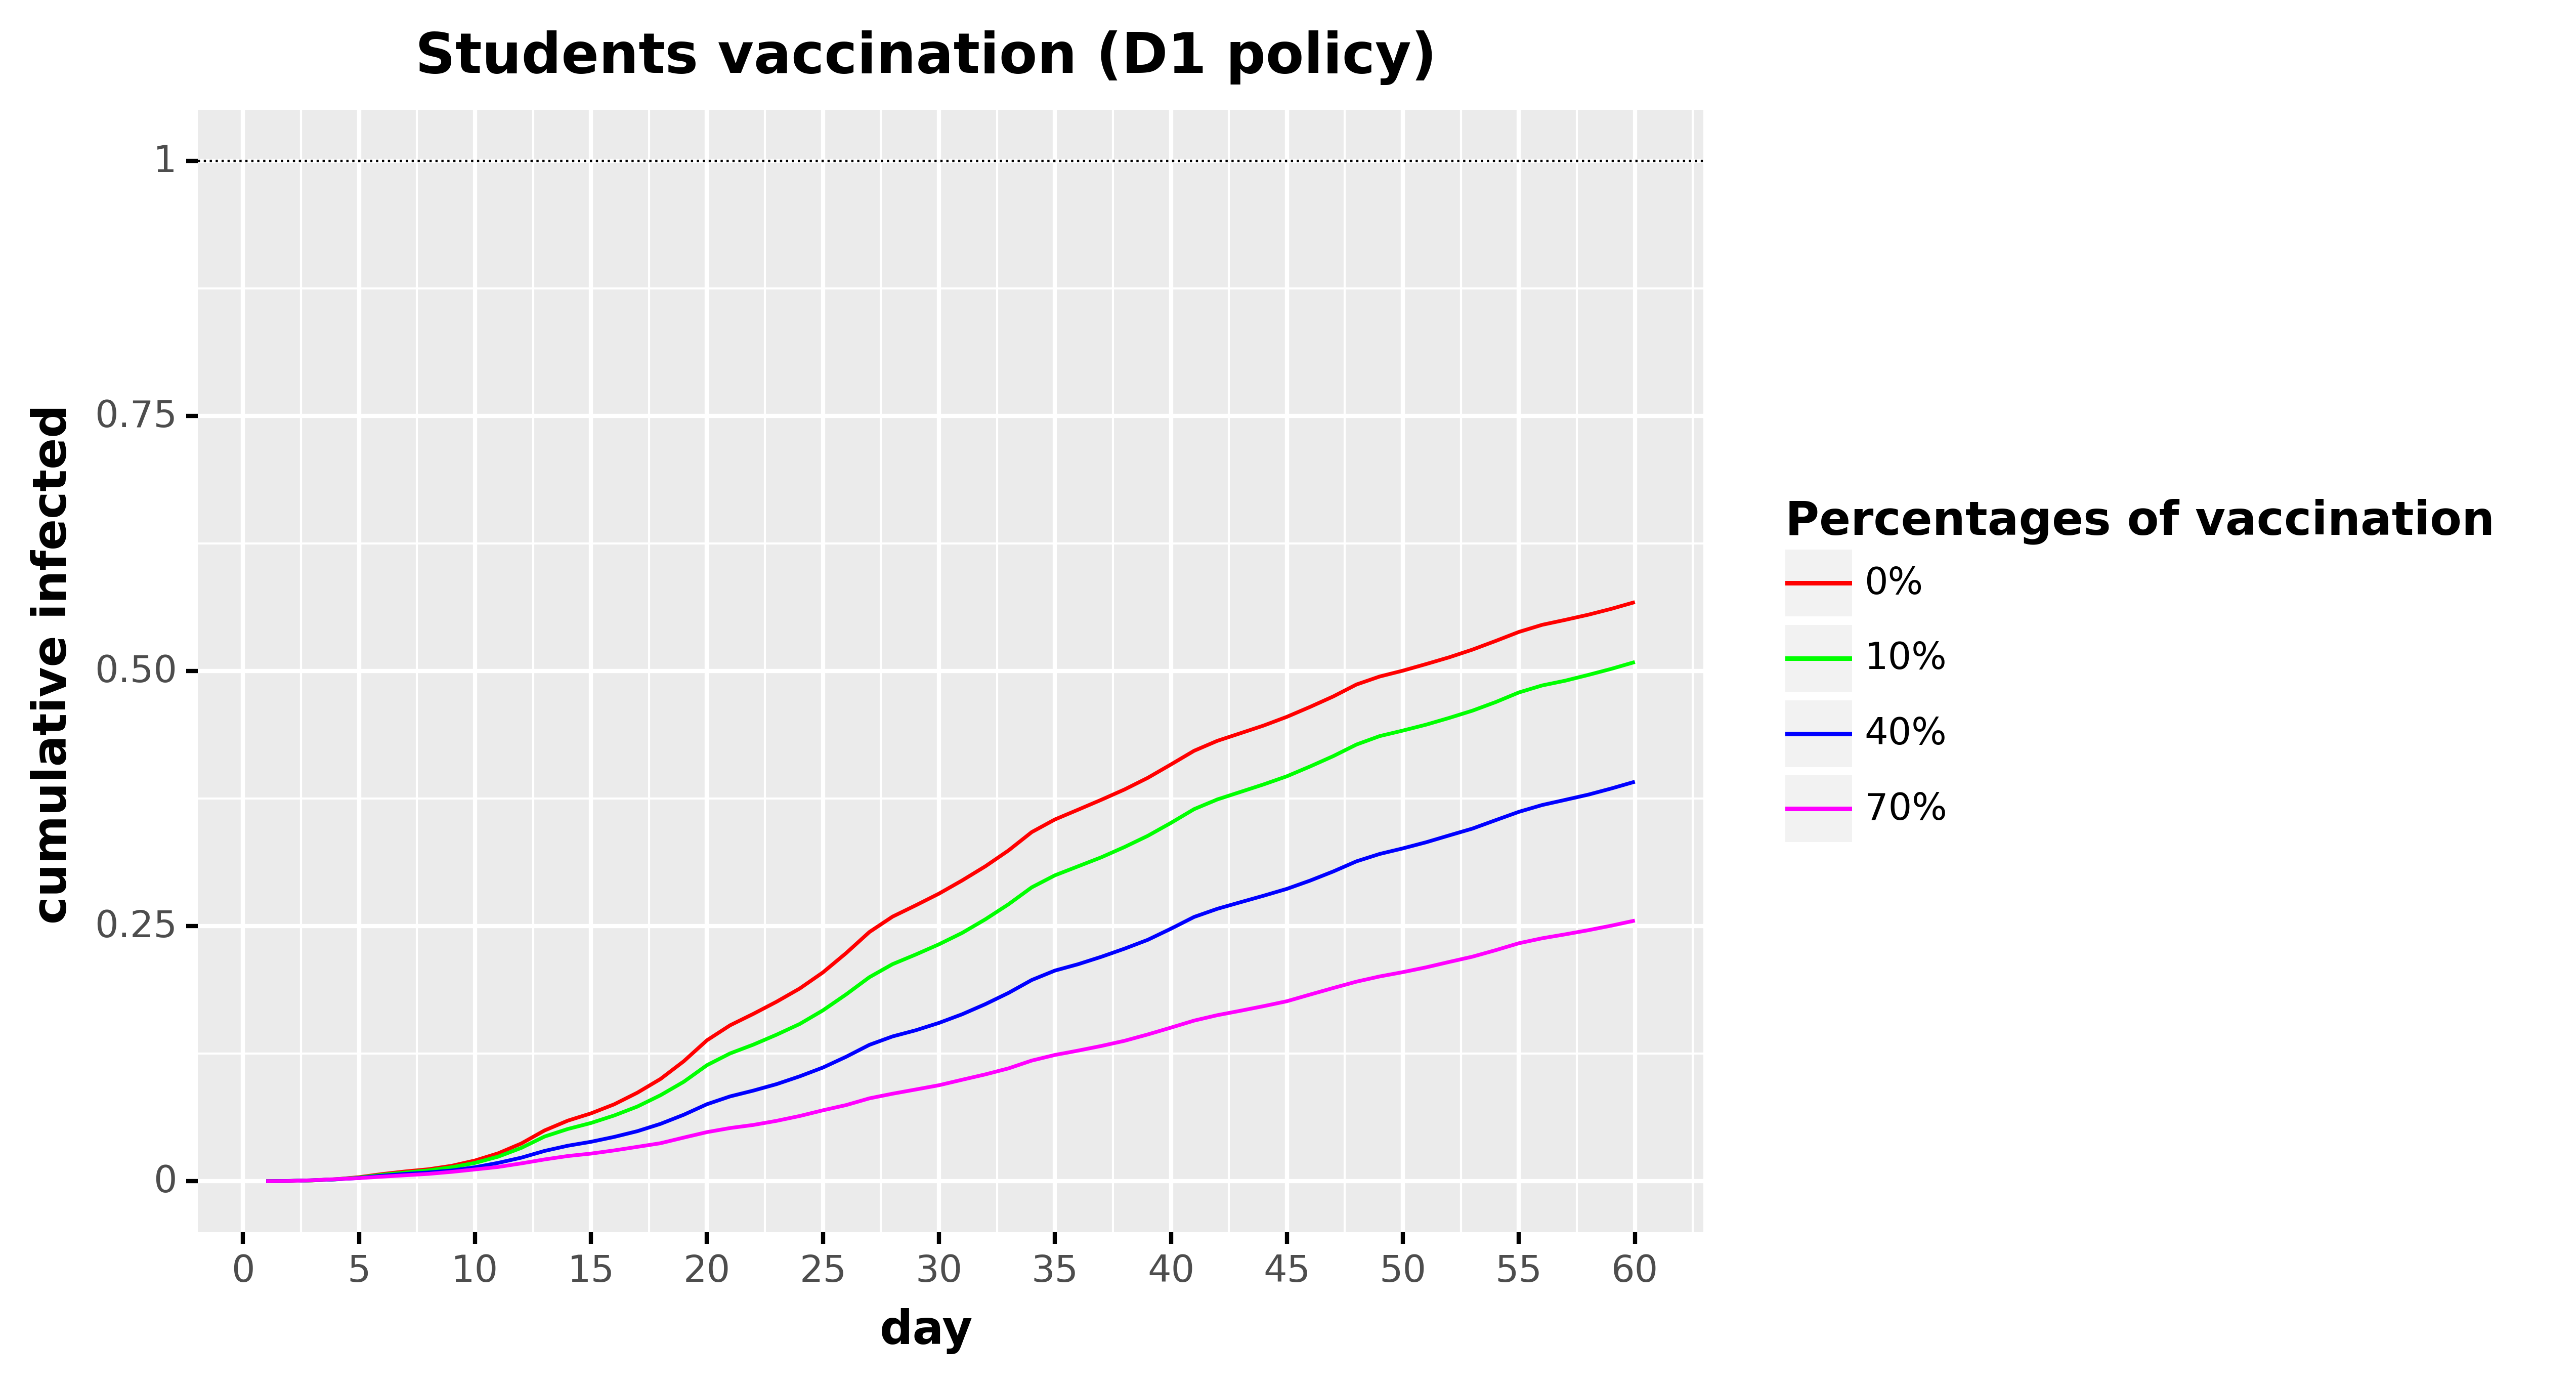 Students vaccination (D1 policy)
cumulative infected
1
0.75
0.50
0.25
0
0 5 10 15 20 25 30 35 40 45 50 55 60
day
Percentages of vaccination
0%
10%
40%
70%